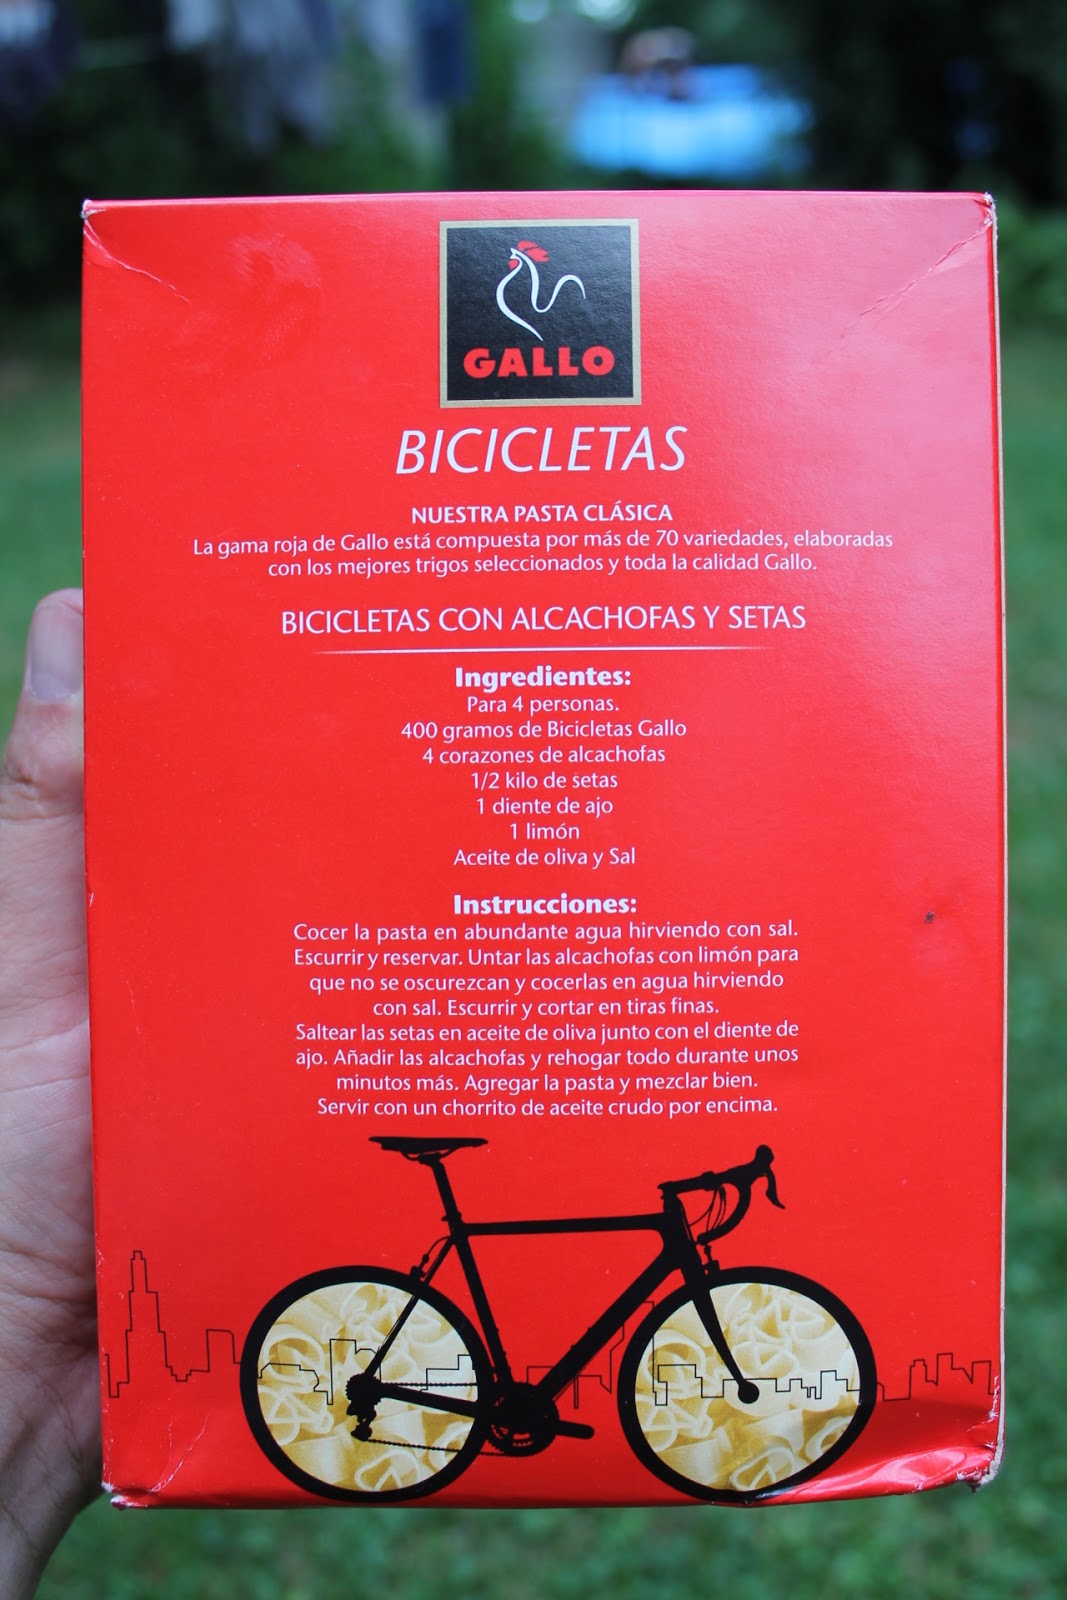 GALLO
BICICLETAS
NUESTRA PASTA CLÁSICA
La gama roja de Gallo está compuesta por más de 70 variedades, elaboradas
con los mejores trigos seleccionados y toda la calidad Gallo.
BICICLETAS CON ALCACHOFAS Y SETAS
Ingredientes:
Para 4 personas.
400 gramos de Bicicletas Gallo
4 corazones de alcachofas
1/2 kilo de setas
1 diente de ajo
1 limón
Aceite de oliva y Sal
Instrucciones:
Cocer la pasta en abundante agua hirviendo con sal.
Escurrir y reservar. Untar las alcachofas con limón para
que no se oscurezcan y cocerlas en agua hirviendo
con sal. Escurrir y cortar en tiras finas.
Saltear las setas en aceite de oliva junto con el diente de
ajo. Añadir las alcachofas y rehogar todo durante unos
minutos más. Agregar la pasta y mezclar bien.
Servir con un chorrito de aceite crudo por encima.